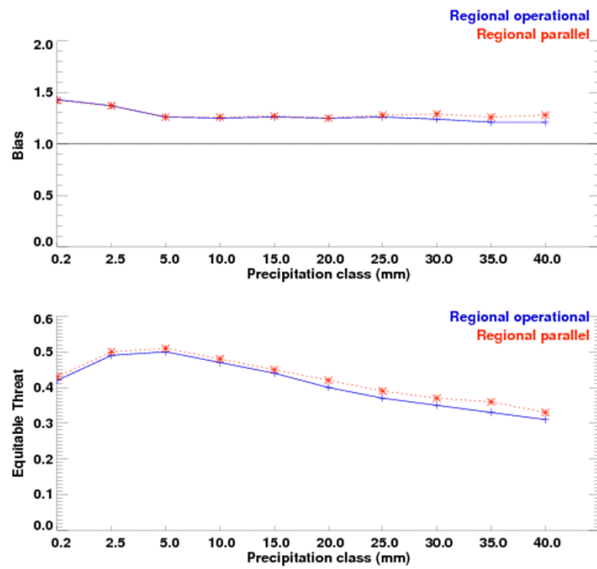 Regional operational
Regional parallel
2.0
1.5
1.0
0.5
0.0
Bias
0.2 2.5 5.0 10.0 15.0 20.0 25.0 30.0 35.0 40.0
Precipitation class (mm)
Regional operational
Regional parallel
0.6
0.5
0.4
0.3
0.2
0.1
0.0
Equitable Threat
0.2 2.5 5.0 10.0 15.0 20.0 25.0 30.0 35.0 40.0
Precipitation class (mm)